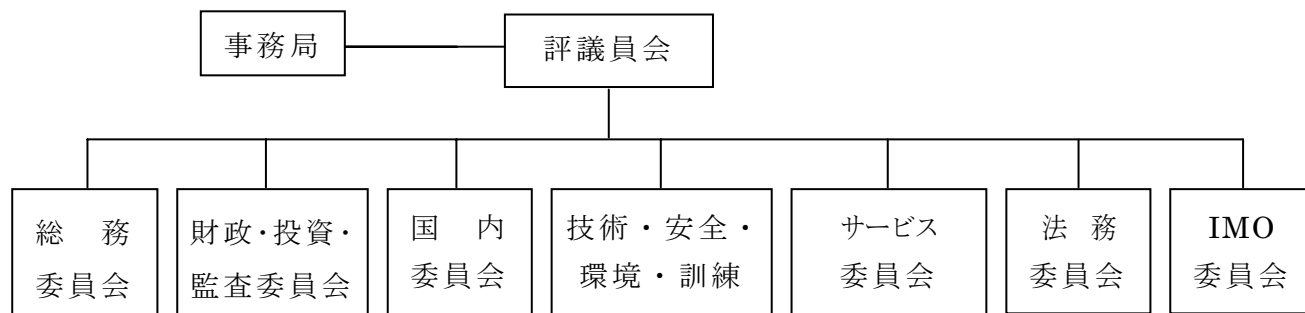 事務局
評議員会
総　務
委員会
財政・投資・
監査委員会
国　内
委員会
技術・安全・
環境・訓練
サービス
委員会
法 務
委員会
IMO
委員会